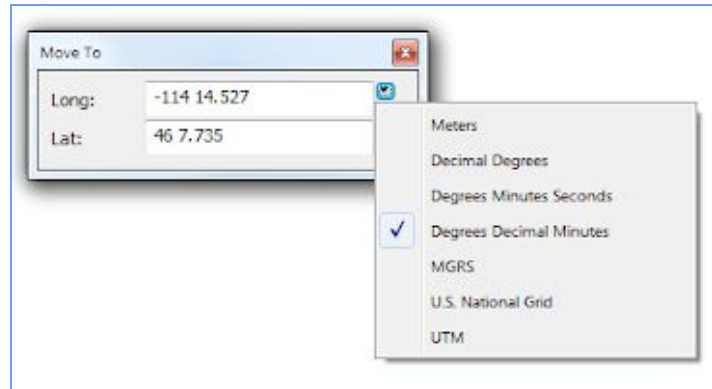 Move To
Long: -114 14.527
Lat: 46 7.735
Meters
Decimal Degrees
Degrees Minutes Seconds
Degrees Decimal Minutes
MGRS
U.S. National Grid
UTM